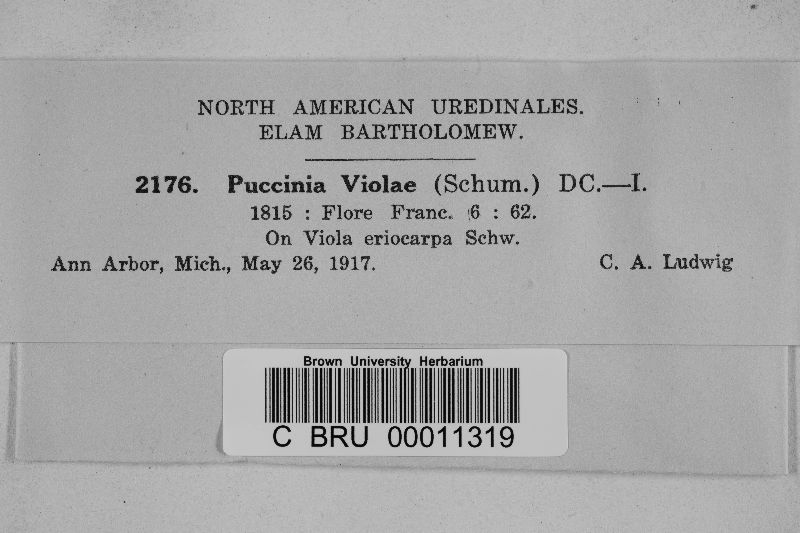 NORTH AMERICAN UREDINALES.
ELAM BARTHOLOMEW.
2176. Puccinia Violae (Schum.) DC.—I.
1815 : Flore Franc. 6 : 62.
On Viola eriocarpa Schw.
Ann Arbor, Mich., May 26, 1917. C. A. Ludwig
Brown University Herbarium
C BRU 00011319